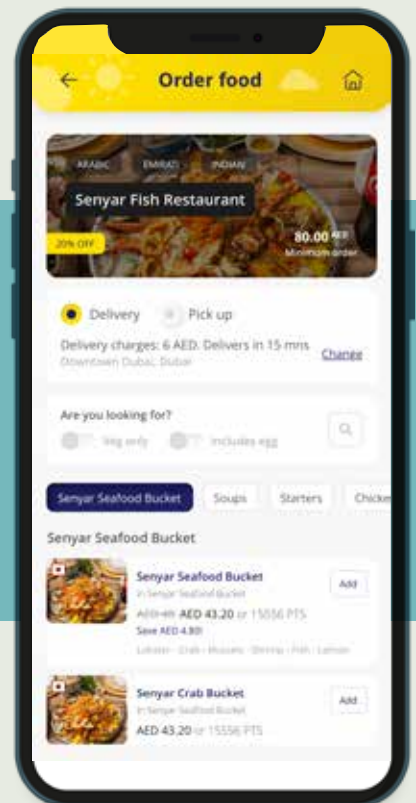 Order food
ARABIC EMIRATI INDIAN
Senyar Fish Restaurant
20% OFF
80.00 AED
Minimum order
Delivery Pick up
Delivery charges: 6 AED. Delivers in 15 mns
Downtown Dubai, Dubai
Change
Are you looking for?
Veg only Includes egg
Senyar Seafood Bucket Soups Starters Chicke
Senyar Seafood Bucket
Senyar Seafood Bucket
in Senyar Seafood Bucket
Add
AED 48 AED 43.20 or 15556 PTS
Save AED 4.80!
Lobster - Crab - Mussels - Shrimp - Fish - Lemon
Senyar Crab Bucket
in Senyar Seafood Bucket
Add
AED 43.20 or 15556 PTS